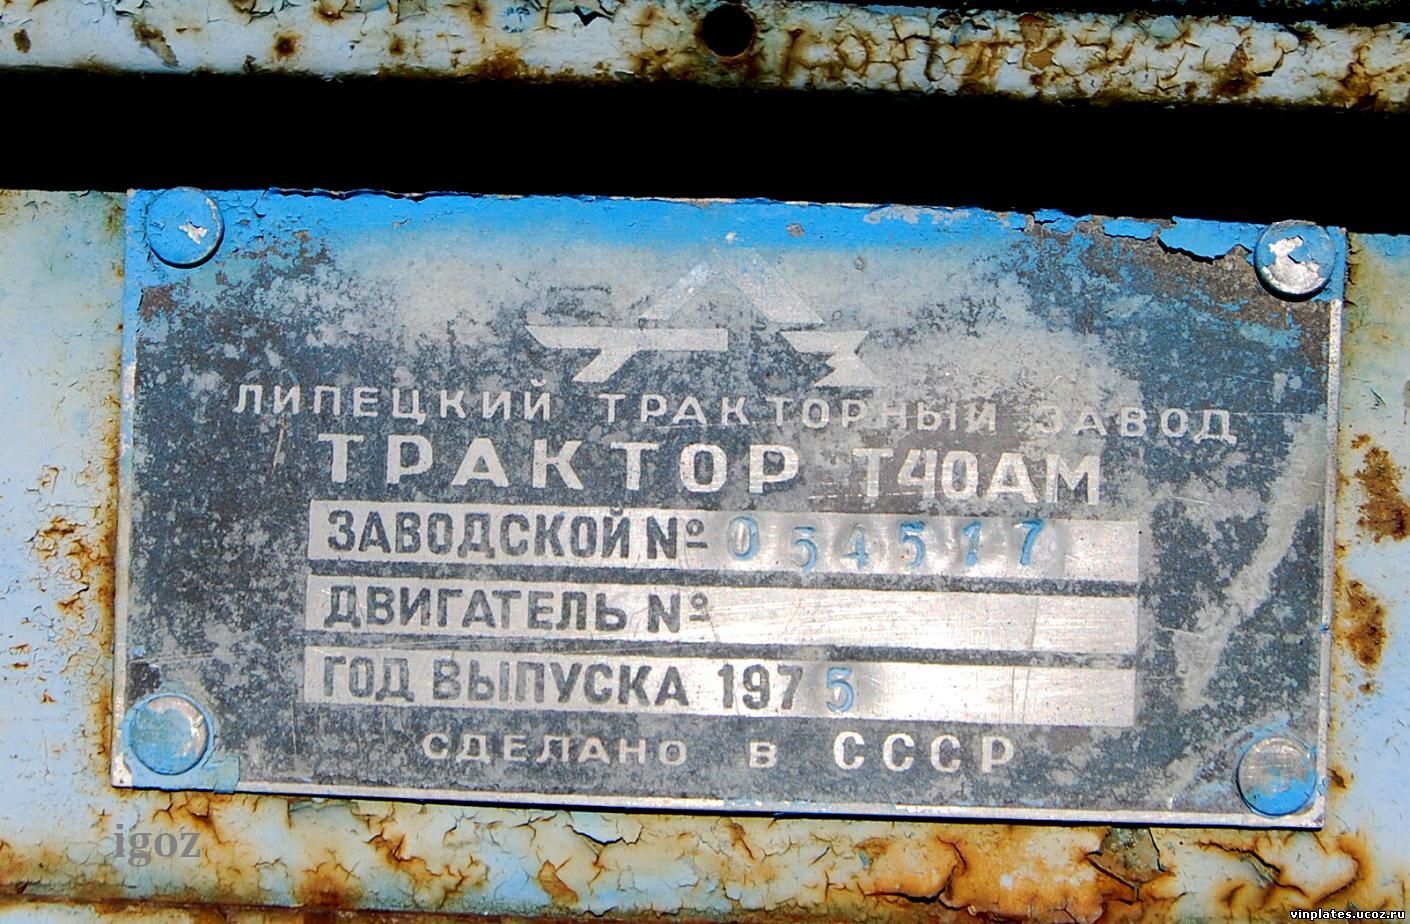 ЛИПЕЦКИЙ ТРАКТОРНЫЙ ЗАВОД
ТРАКТОР Т40АМ
ЗАВОДСКОЙ № 054517
ДВИГАТЕЛЬ №
ГОД ВЫПУСКА 1975
СДЕЛАНО В СССР
igoz
vinplates.ucoz.ru